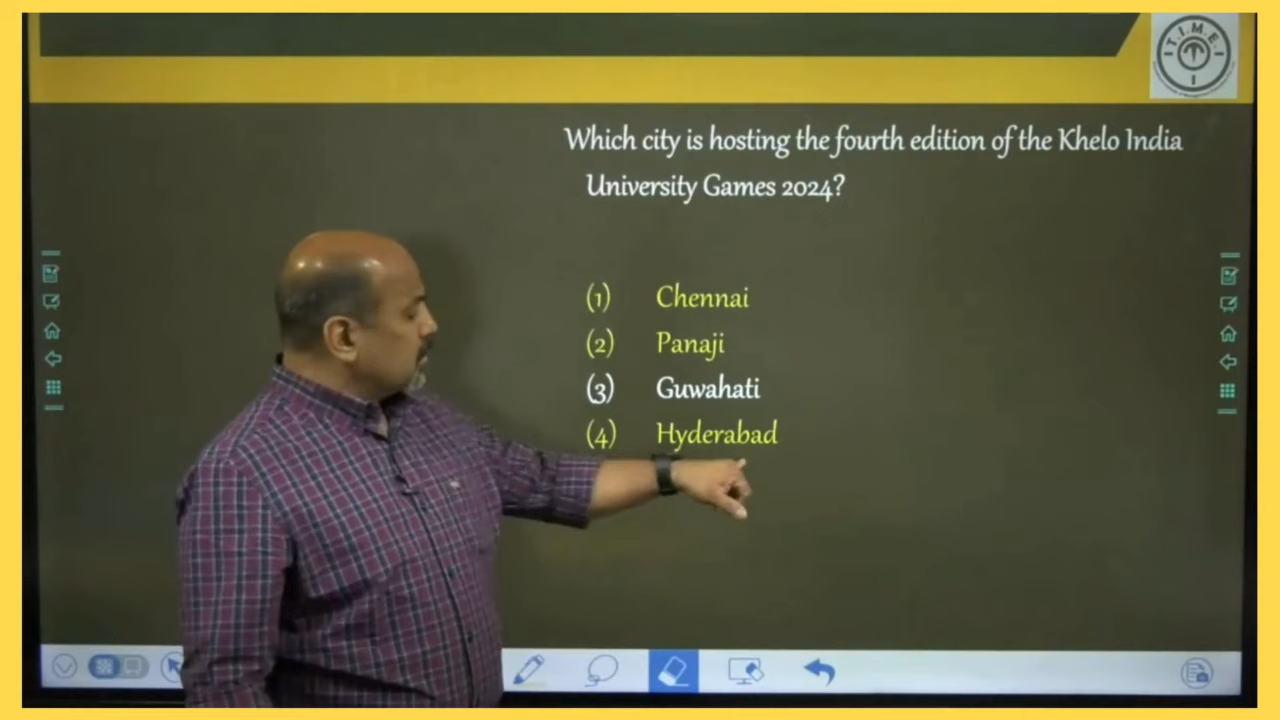 T.I.M.E.
Which city is hosting the fourth edition of the Khelo India
University Games 2024?
(1) Chennai
(2) Panaji
(3) Guwahati
(4) Hyderabad